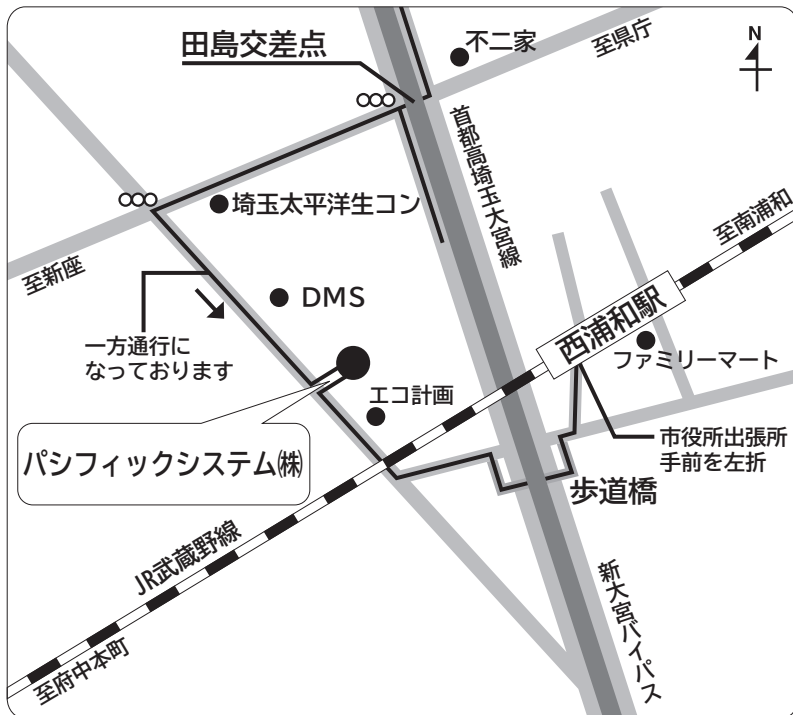 田島交差点
不二家
至県庁
N
首都高埼玉大宮線
埼玉太平洋生コン
至南浦和
至新座
DMS
西浦和駅
一方通行に
なっております
ファミリーマート
エコ計画
市役所出張所
手前を左折
パシフィックシステム㈱
歩道橋
JR武蔵野線
新大宮バイパス
至府中本町